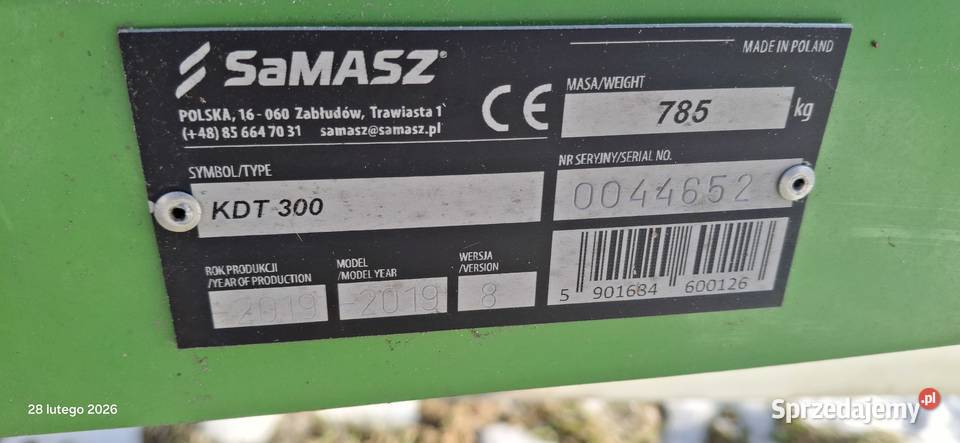 SaMASZ®
POLSKA, 16 - 060 Zabłudów, Trawiasta 1
(+48) 85 664 70 31 samasz@samasz.pl
CE
MADE IN POLAND
MASA/WEIGHT
785 kg
SYMBOL/TYPE
KDT 300
NR SERYJNY/SERIAL NO.
0044652
ROK PRODUKCJI
/YEAR OF PRODUCTION
-2019
MODEL
/MODEL YEAR
-2019
WERSJA
/VERSION
8
5 901684 600126
28 lutego 2026
Sprzedajemy.pl